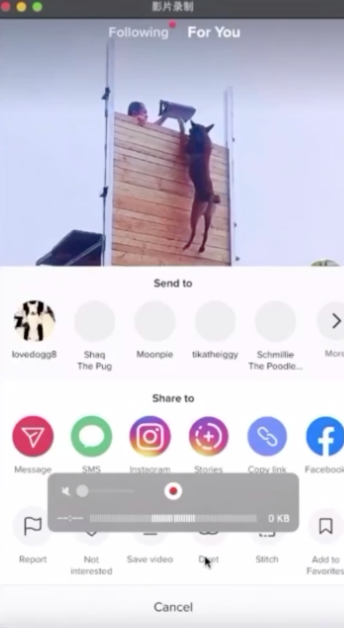 影片录制
Following For You
Send to
lovedogg8 Shaq The Pug Moonpie tikatheiggy Schmillie The Poodle... More
Share to
Message SMS Instagram Stories Copy link Facebook
0 KB
Report Not interested Save video Duet Stitch Add to Favorites
Cancel